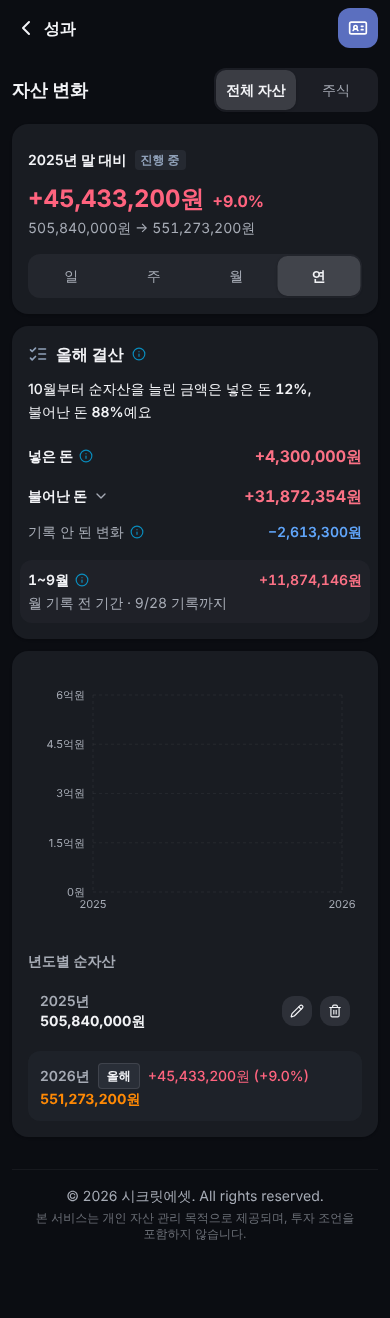 성과
자산 변화
전체 자산 주식
2025년 말 대비 진행 중
+45,433,200원 +9.0%
505,840,000원 → 551,273,200원
일 주 월 연
올해 결산
10월부터 순자산을 늘린 금액은 넣은 돈 12%,
불어난 돈 88%예요
넣은 돈 +4,300,000원
불어난 돈 +31,872,354원
기록 안 된 변화 −2,613,300원
1~9월 +11,874,146원
월 기록 전 기간 · 9/28 기록까지
6억원
4.5억원
3억원
1.5억원
0원
2025 2026
년도별 순자산
2025년
505,840,000원
2026년 올해 +45,433,200원 (+9.0%)
551,273,200원
© 2026 시크릿에셋. All rights reserved.
본 서비스는 개인 자산 관리 목적으로 제공되며, 투자 조언을
포함하지 않습니다.